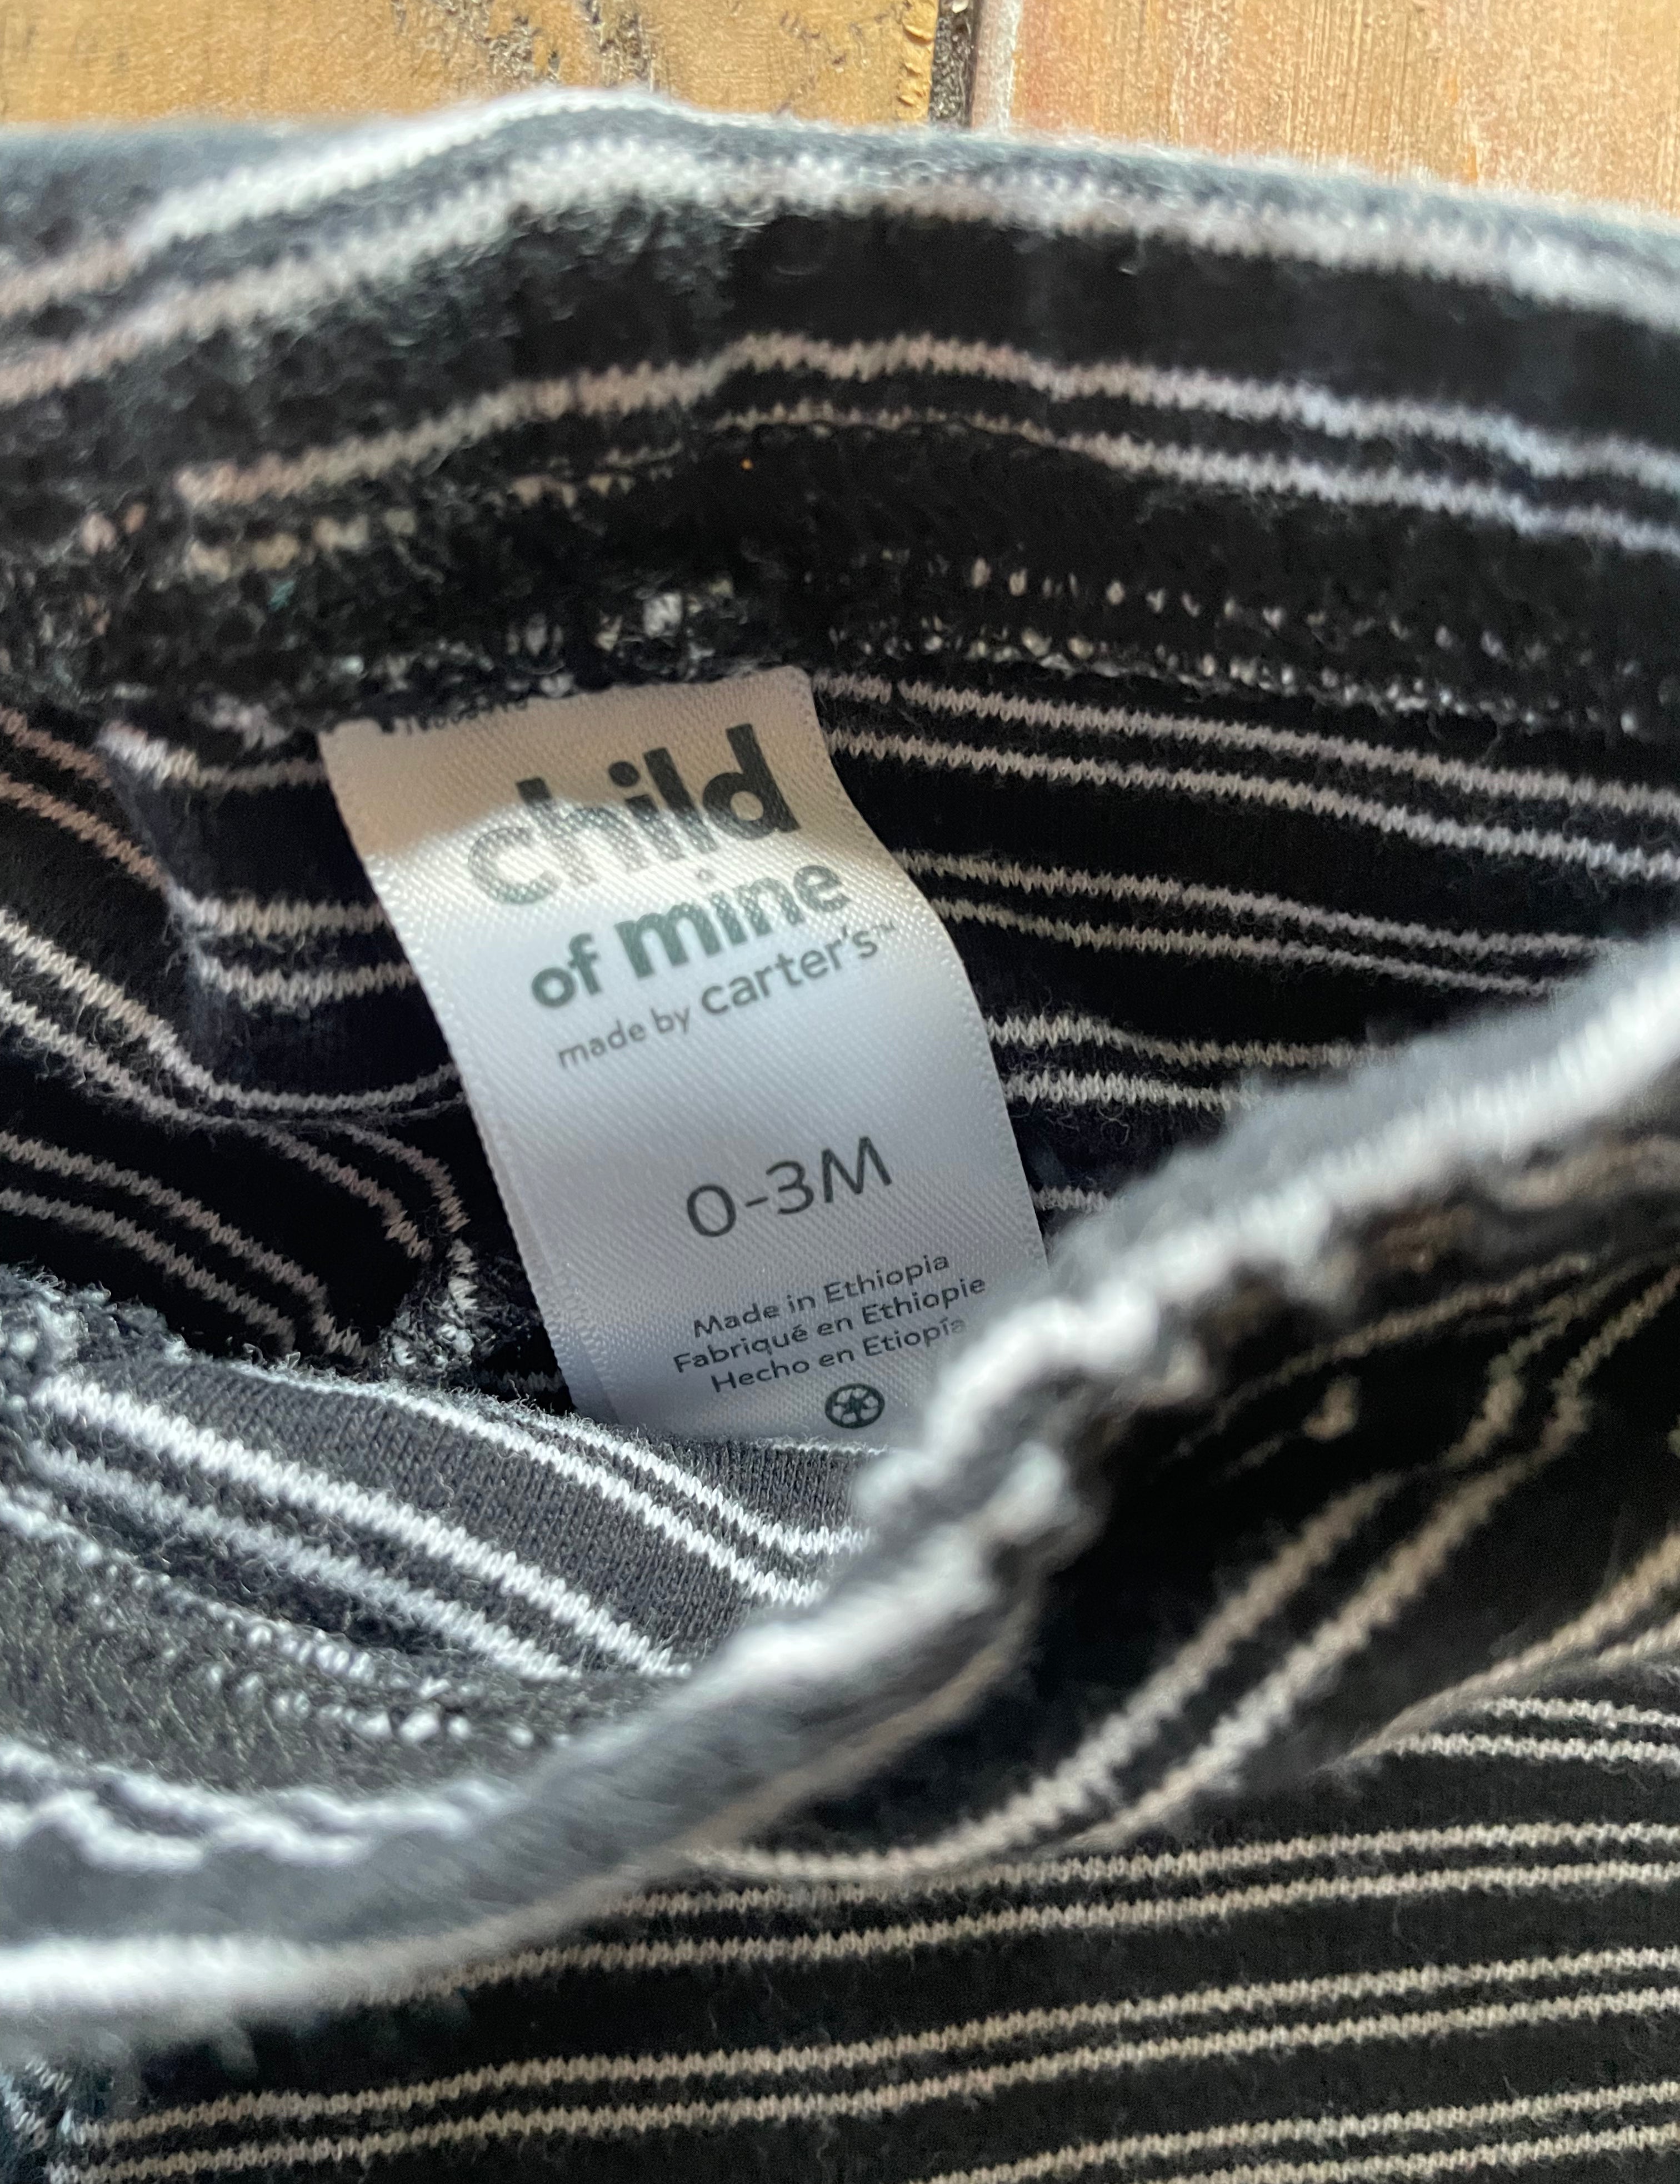 child
of mine
made by carter's™
0-3M
Made in Ethiopia
Fabriqué en Ethiopie
Hecho en Etiopía